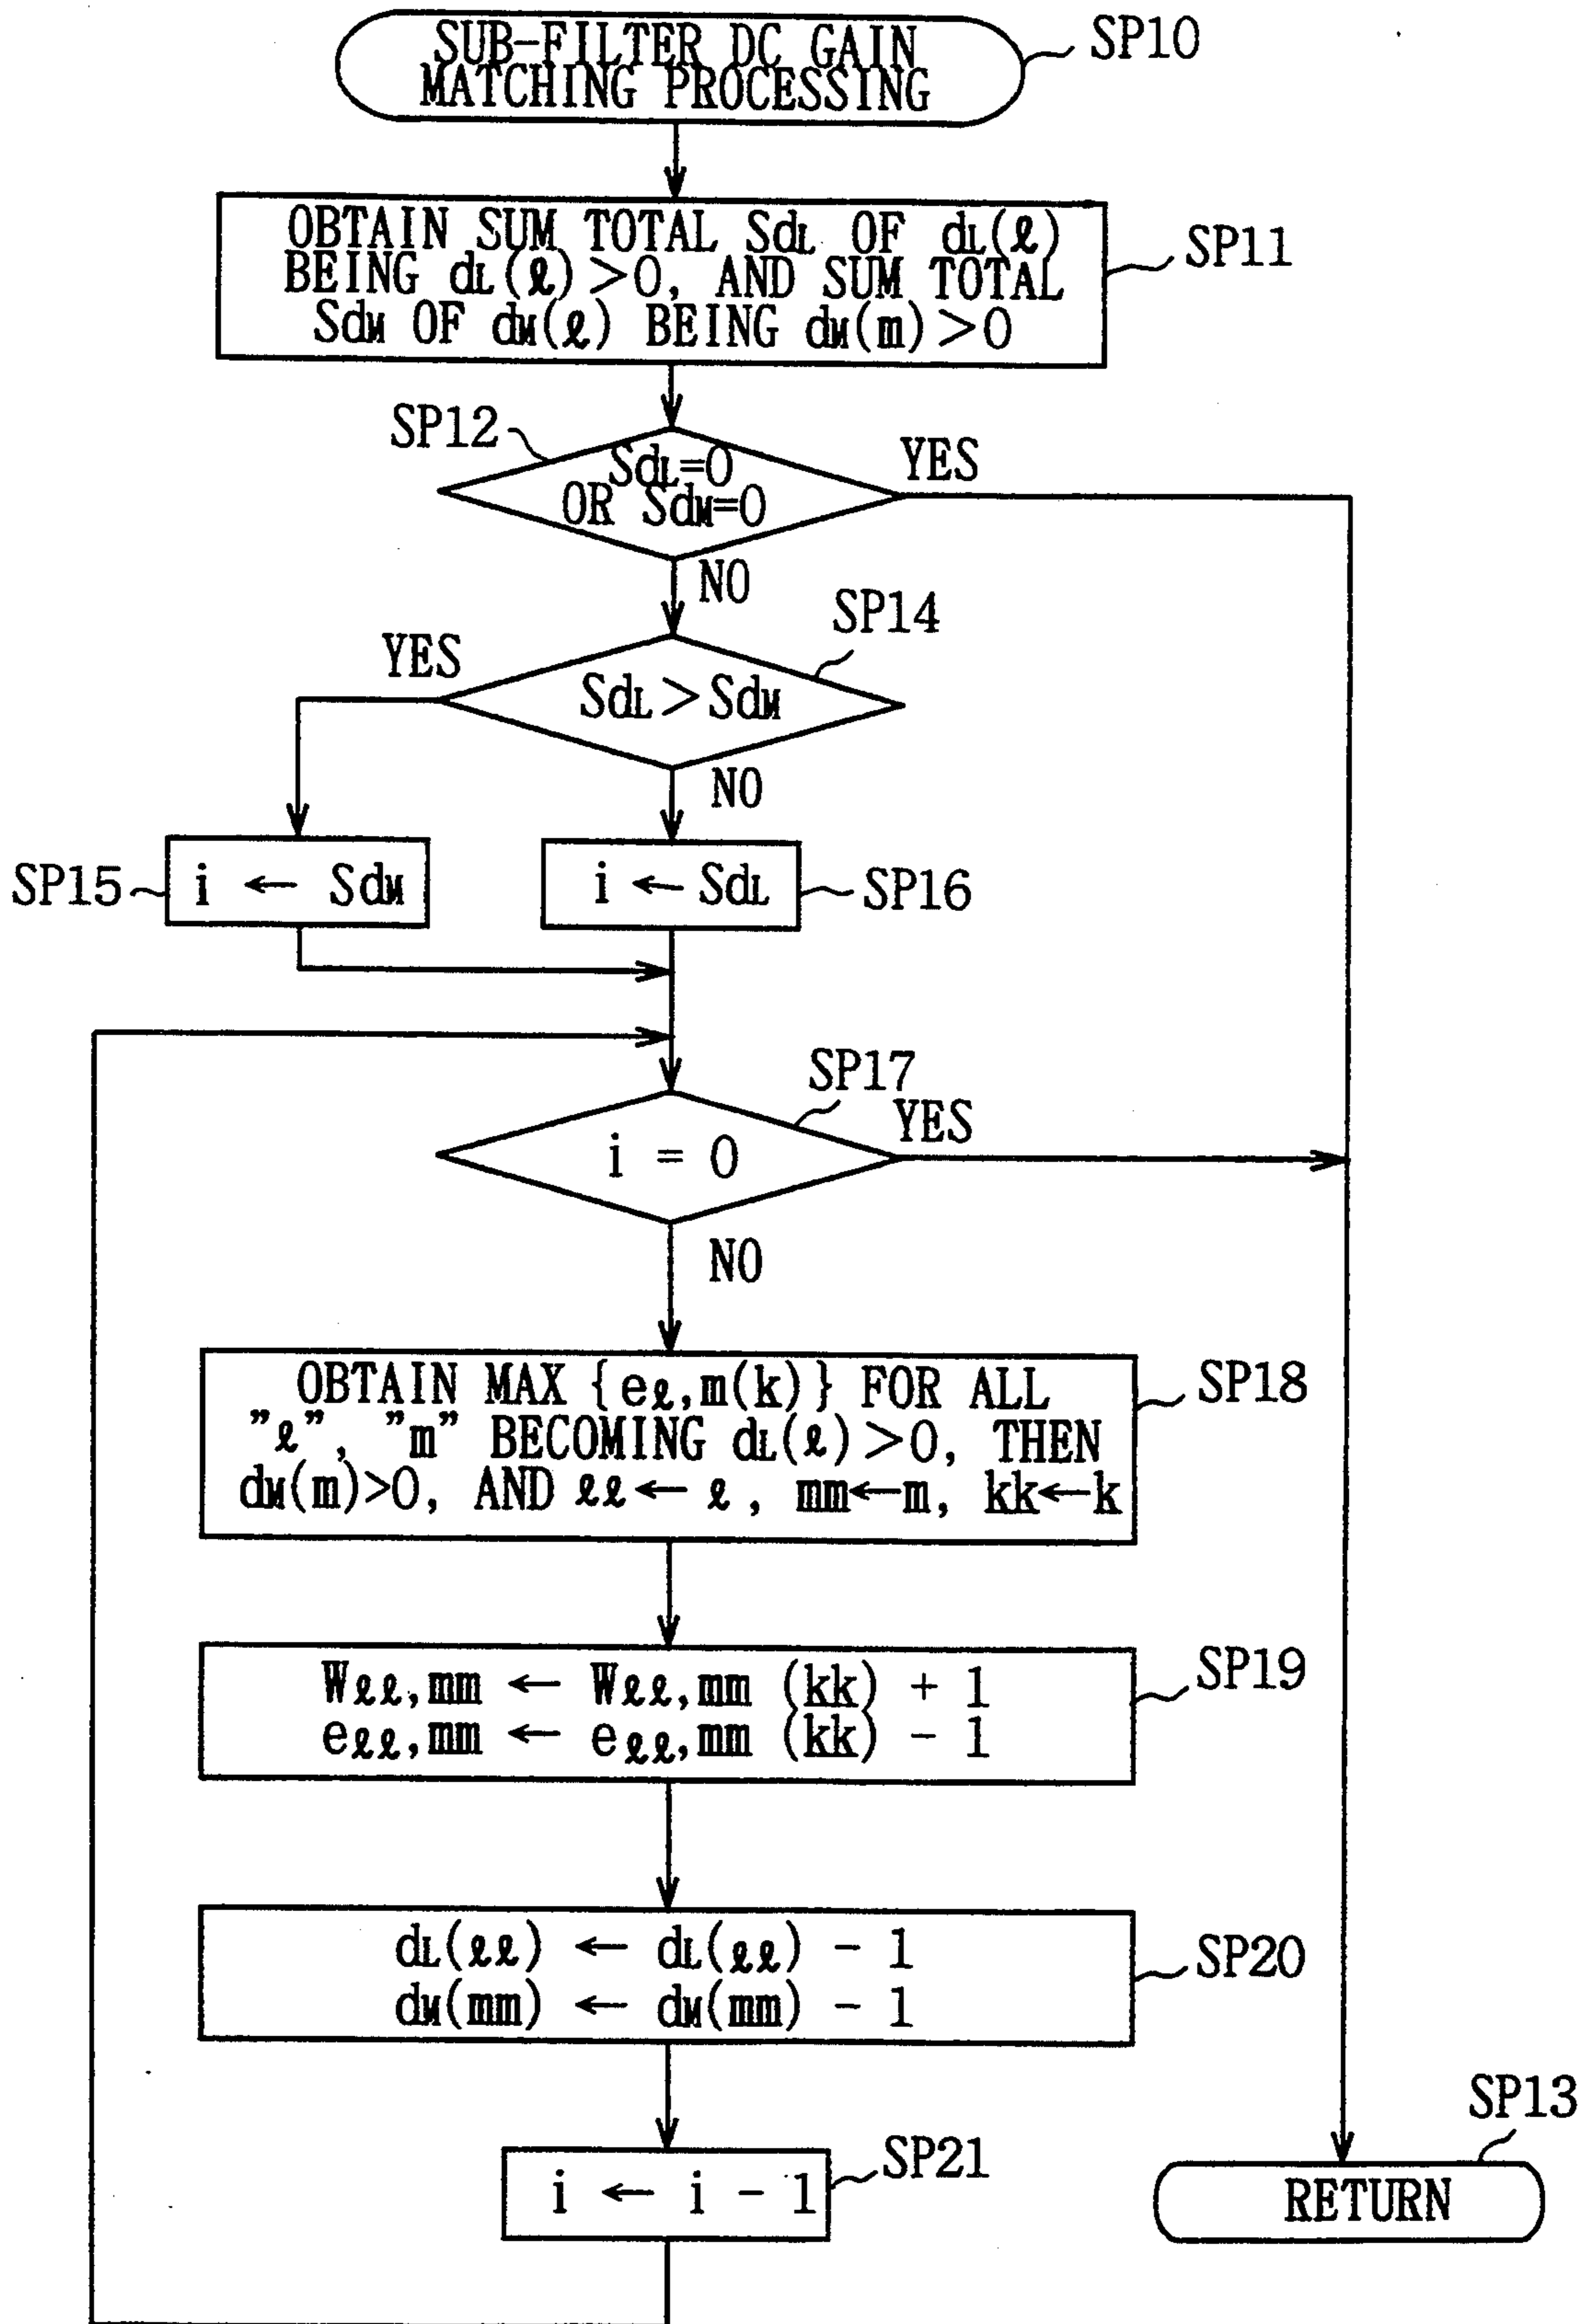 SUB-FILTER DC GAIN
MATCHING PROCESSING
SP10
OBTAIN SUM TOTAL SdL OF dL(ℓ)
BEING dL(ℓ)>0, AND SUM TOTAL
SdM OF dM(ℓ) BEING dM(m)>0
SP11
SP12
SdL=0
OR SdM=0
YES
NO
SP14
YES
SdL>SdM
NO
SP15
i ← SdM
i ← SdL
SP16
SP17
YES
i = 0
NO
OBTAIN MAX {eℓ,m(k)} FOR ALL
"ℓ", "m" BECOMING dL(ℓ)>0, THEN
dM(m)>0, AND ℓℓ←ℓ, mm←m, kk←k
SP18
Wℓℓ,mm ← Wℓℓ,mm (kk) + 1
eℓℓ,mm ← eℓℓ,mm (kk) - 1
SP19
dL(ℓℓ) ← dL(ℓℓ) - 1
dM(mm) ← dM(mm) - 1
SP20
SP13
SP21
i ← i - 1
RETURN